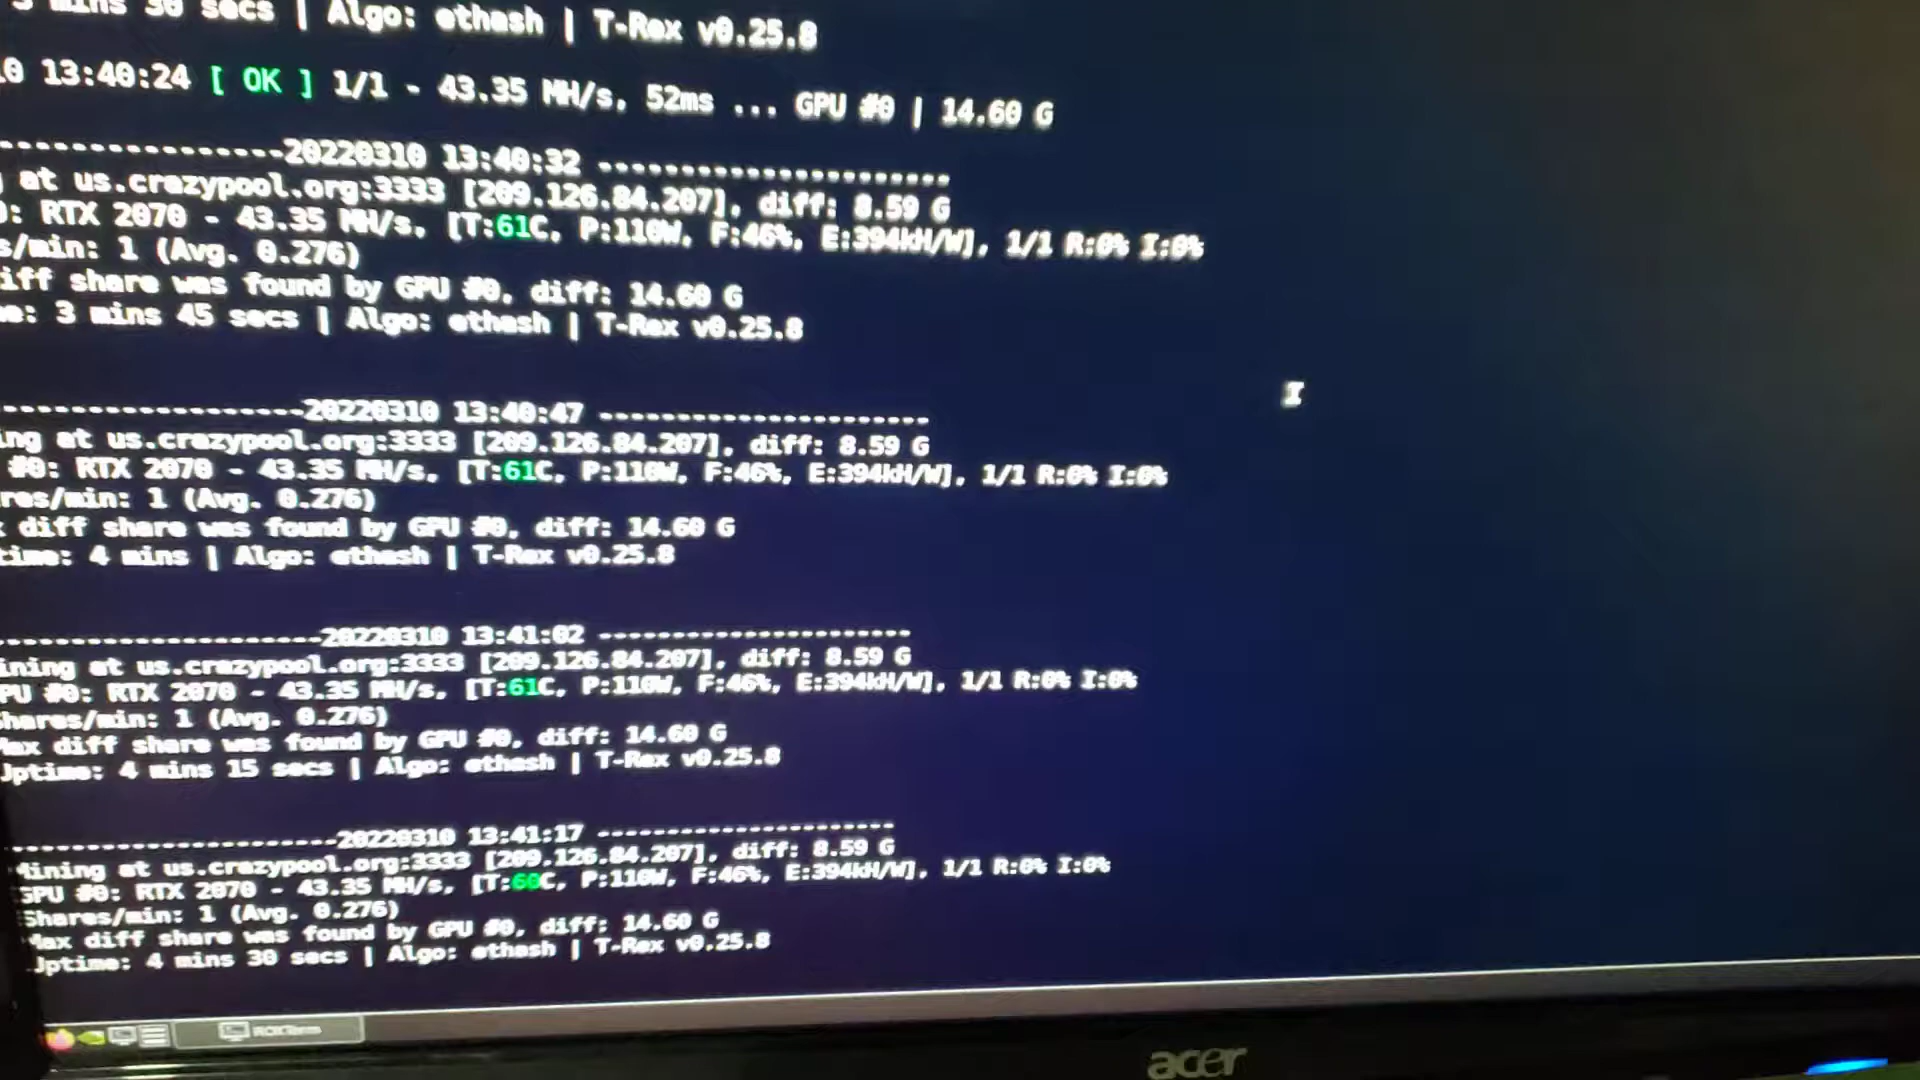 mins 30 secs | Algo: ethash | T-Rex v0.25.8
10 13:40:24 [ OK ] 1/1 - 43.35 MH/s, 52ms ... GPU #0 | 14.60 G
----------------20220310 13:40:32 ----------------------
at us.crazypool.org:3333 [209.126.84.207], diff: 8.59 G
0: RTX 2070 - 43.35 MH/s, [T:61C, P:110W, F:46%, E:394kH/W], 1/1 R:0% I:0%
s/min: 1 (Avg. 0.276)
iff share was found by GPU #0, diff: 14.60 G
me: 3 mins 45 secs | Algo: ethash | T-Rex v0.25.8
------------------20220310 13:40:47 ----------------------
ing at us.crazypool.org:3333 [209.126.84.207], diff: 8.59 G
#0: RTX 2070 - 43.35 MH/s, [T:61C, P:110W, F:46%, E:394kH/W], 1/1 R:0% I:0%
res/min: 1 (Avg. 0.276)
x diff share was found by GPU #0, diff: 14.60 G
time: 4 mins | Algo: ethash | T-Rex v0.25.8
--------------------20220310 13:41:02 ----------------------
ining at us.crazypool.org:3333 [209.126.84.207], diff: 8.59 G
PU #0: RTX 2070 - 43.35 MH/s, [T:61C, P:110W, F:46%, E:394kH/W], 1/1 R:0% I:0%
Shares/min: 1 (Avg. 0.276)
Max diff share was found by GPU #0, diff: 14.60 G
Uptime: 4 mins 15 secs | Algo: ethash | T-Rex v0.25.8
----------------------20220310 13:41:17 ----------------------
Mining at us.crazypool.org:3333 [209.126.84.207], diff: 8.59 G
GPU #0: RTX 2070 - 43.35 MH/s, [T:60C, P:110W, F:46%, E:394kH/W], 1/1 R:0% I:0%
Shares/min: 1 (Avg. 0.276)
Max diff share was found by GPU #0, diff: 14.60 G
Uptime: 4 mins 30 secs | Algo: ethash | T-Rex v0.25.8
ROXTerm
acer